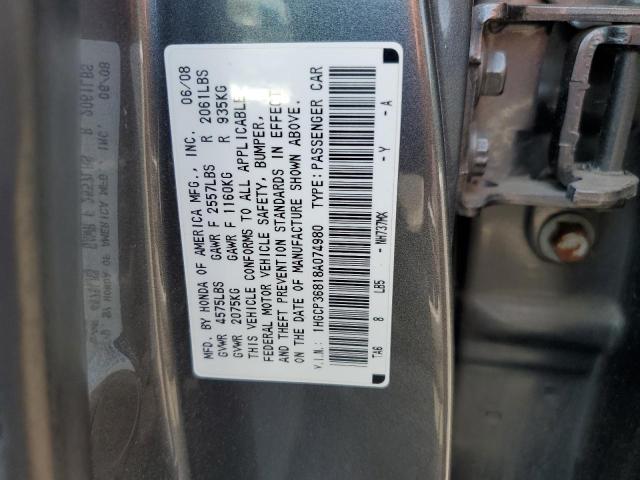 MFD. BY HONDA OF AMERICA MFG., INC. 06/08
GVWR 4575LBS GAWR F 2557LBS R 2061LBS
GVWR 2075KG GAWR F 1160KG R 935KG
THIS VEHICLE CONFORMS TO ALL APPLICABLE
FEDERAL MOTOR VEHICLE SAFETY, BUMPER,
AND THEFT PREVENTION STANDARDS IN EFFECT
ON THE DATE OF MANUFACTURE SHOWN ABOVE.
V.I.N.: 1HGCP36818A074980 TYPE: PASSENGER CAR
TA6 8 LB5 - NH737MX - Y - A